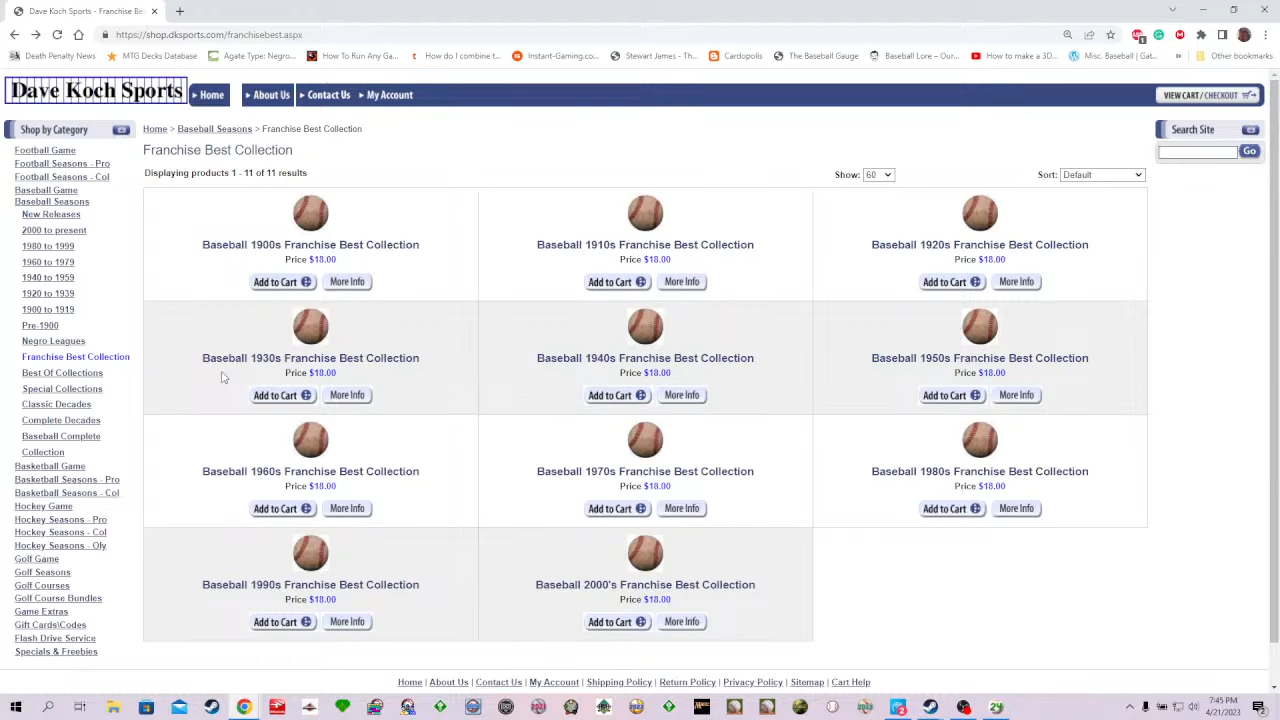 Dave Koch Sports - Franchise Be
https://shop.dksports.com/franchisebest.aspx
Death Penalty News
MTG Decks Database
Agate Type: Negro...
How To Run Any Ga...
How do I combine t...
Instant-Gaming.co...
Stewart James - Th...
Cardopolis
The Baseball Gauge
Baseball Lore – Our...
How to make a 3D...
Misc. Baseball | Gat...
»
Other bookmarks
Dave Koch Sports
Home
About Us
Contact Us
My Account
VIEW CART / CHECKOUT
Shop by Category
Home > Baseball Seasons > Franchise Best Collection
Search Site
Go
Franchise Best Collection
Displaying products 1 - 11 of 11 results
Show: 60
Sort: Default
Football Game
Football Seasons - Pro
Football Seasons - Col
Baseball Game
Baseball Seasons
New Releases
2000 to present
1980 to 1999
1960 to 1979
1940 to 1959
1920 to 1939
1900 to 1919
Pre-1900
Negro Leagues
Franchise Best Collection
Best Of Collections
Special Collections
Classic Decades
Complete Decades
Baseball Complete
Collection
Basketball Game
Basketball Seasons - Pro
Basketball Seasons - Col
Hockey Game
Hockey Seasons - Pro
Hockey Seasons - Col
Hockey Seasons - Oly
Golf Game
Golf Seasons
Golf Courses
Golf Course Bundles
Game Extras
Gift Cards\Codes
Flash Drive Service
Specials & Freebies
Baseball 1900s Franchise Best Collection
Price $18.00
Add to Cart
More Info
Baseball 1910s Franchise Best Collection
Price $18.00
Add to Cart
More Info
Baseball 1920s Franchise Best Collection
Price $18.00
Add to Cart
More Info
Baseball 1930s Franchise Best Collection
Price $18.00
Add to Cart
More Info
Baseball 1940s Franchise Best Collection
Price $18.00
Add to Cart
More Info
Baseball 1950s Franchise Best Collection
Price $18.00
Add to Cart
More Info
Baseball 1960s Franchise Best Collection
Price $18.00
Add to Cart
More Info
Baseball 1970s Franchise Best Collection
Price $18.00
Add to Cart
More Info
Baseball 1980s Franchise Best Collection
Price $18.00
Add to Cart
More Info
Baseball 1990s Franchise Best Collection
Price $18.00
Add to Cart
More Info
Baseball 2000's Franchise Best Collection
Price $18.00
Add to Cart
More Info
Home | About Us | Contact Us | My Account | Shipping Policy | Return Policy | Privacy Policy | Sitemap | Cart Help
7:45 PM
4/21/2023